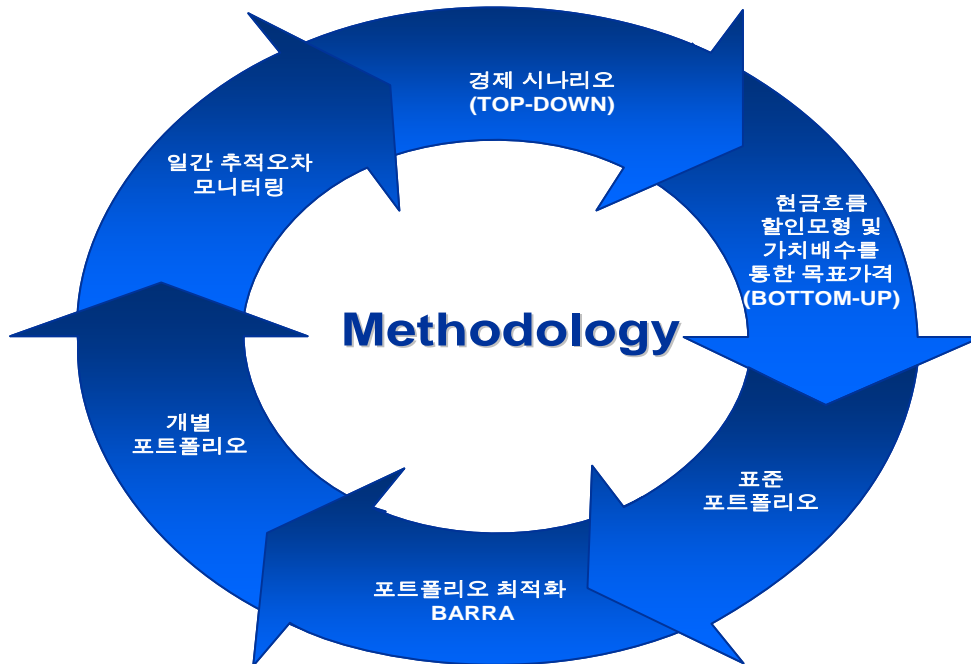 경제 시나리오
(TOP-DOWN)
현금흐름
할인모형 및
가치배수를
통한 목표가격
(BOTTOM-UP)
표준
포트폴리오
포트폴리오 최적화
BARRA
개별
포트폴리오
일간 추적오차
모니터링
Methodology